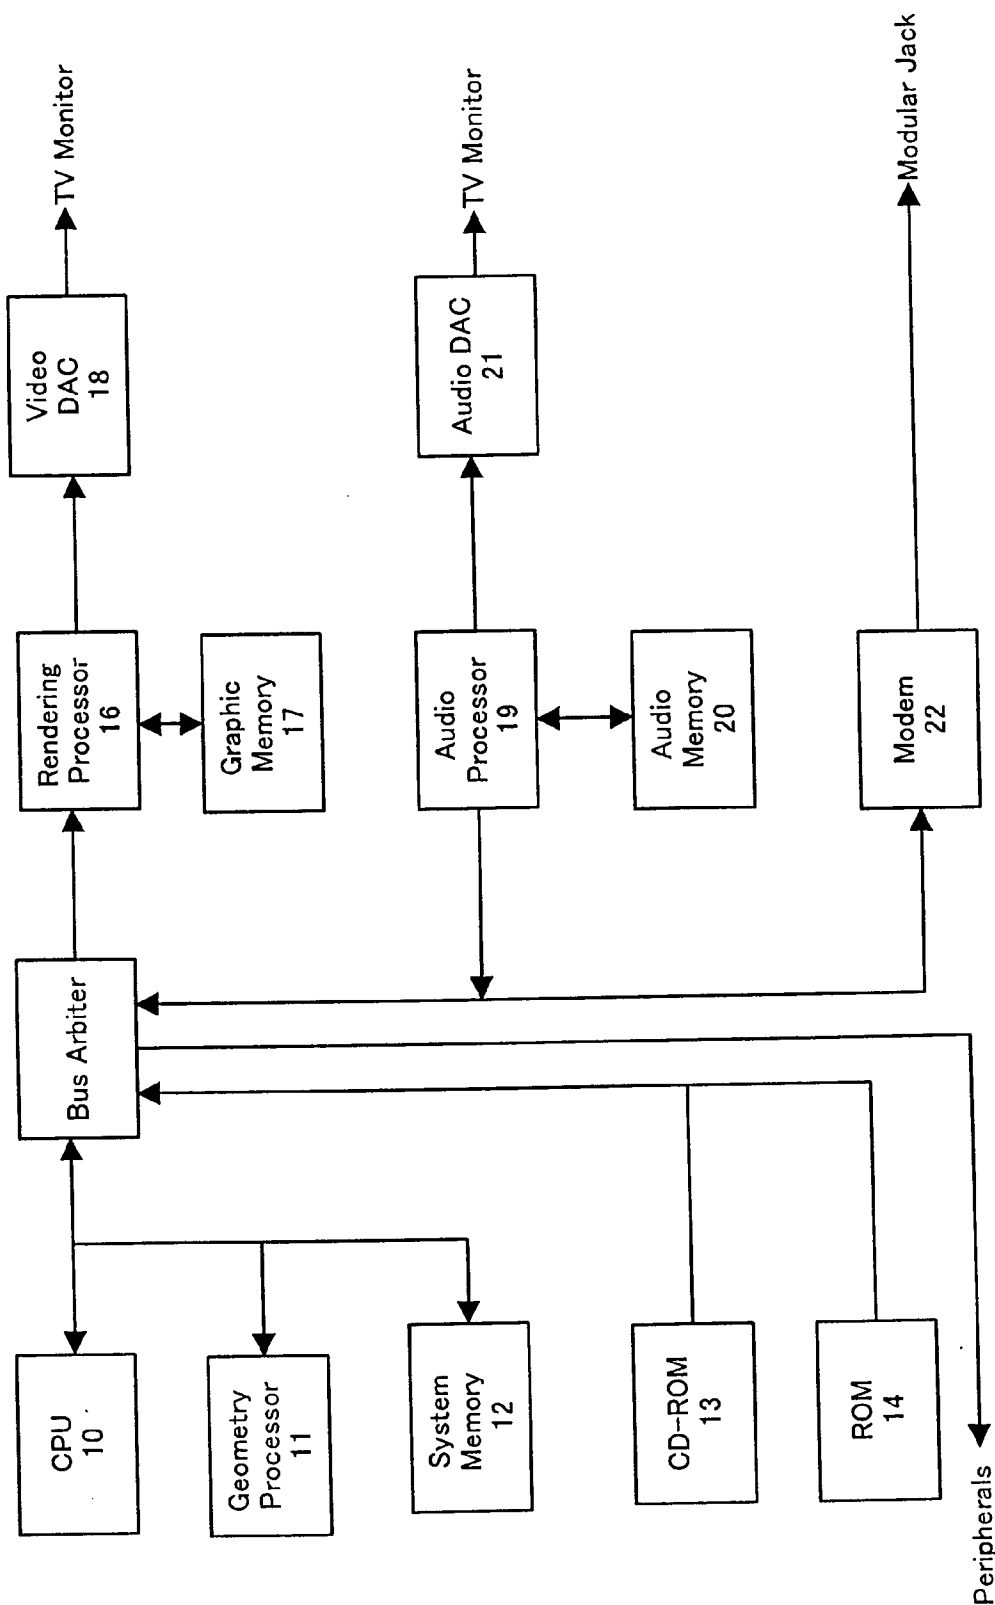 CPU
10
Geometry
Processor
11
System
Memory
12
CD-ROM
13
ROM
14
Peripherals
Bus Arbiter
Rendering
Processor
16
Graphic
Memory
17
Audio
Processor
19
Audio
Memory
20
Modem
22
Video
DAC
18
Audio DAC
21
TV Monitor
TV Monitor
Modular Jack